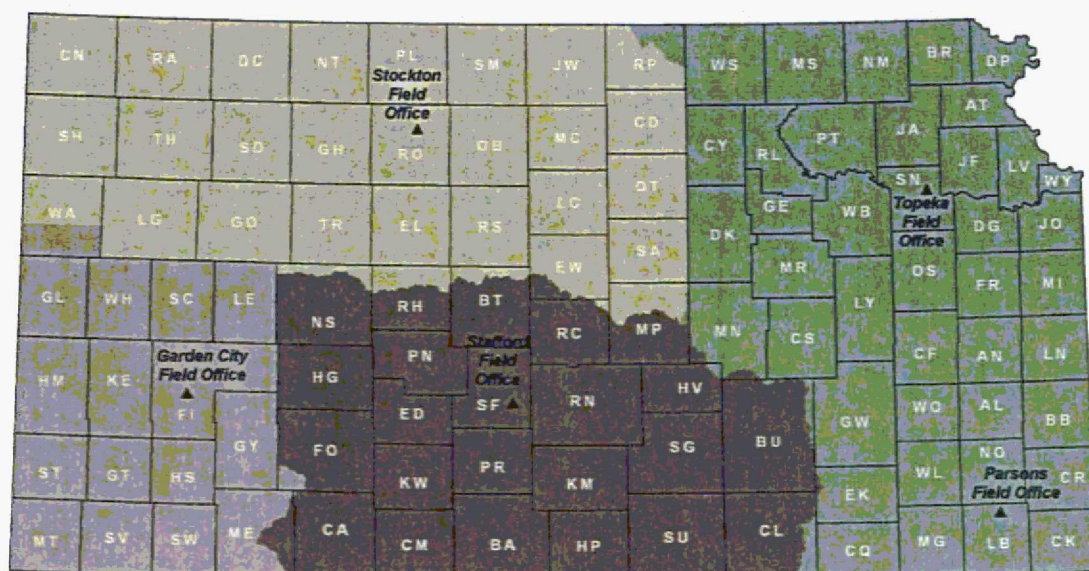 CN RA DC NT PL SM JW RP WS MS NM BR DP
Stockton
Field
Office
SH TH SD GH RO OB MC CD CY RL PT JA AT
JF LV WY
SN
Topeka
Field
Office
WA LG GO TR EL RS LC OT SA EW DK GE WB MR OS DG JO
FR MI
GL WH SC LE NS RH BT RC MP MN CS LY
Garden City
Field Office
HM KE FI HG PN
Stafford
Field
Office
SF RN HV CF AN LN
GY ED FO PR SG BU GW WO AL BB
ST GT HS KW KM EK WL NO CR
Parsons
Field Office
MT SV SW ME CA CM BA HP SU CL CQ MG LB CK